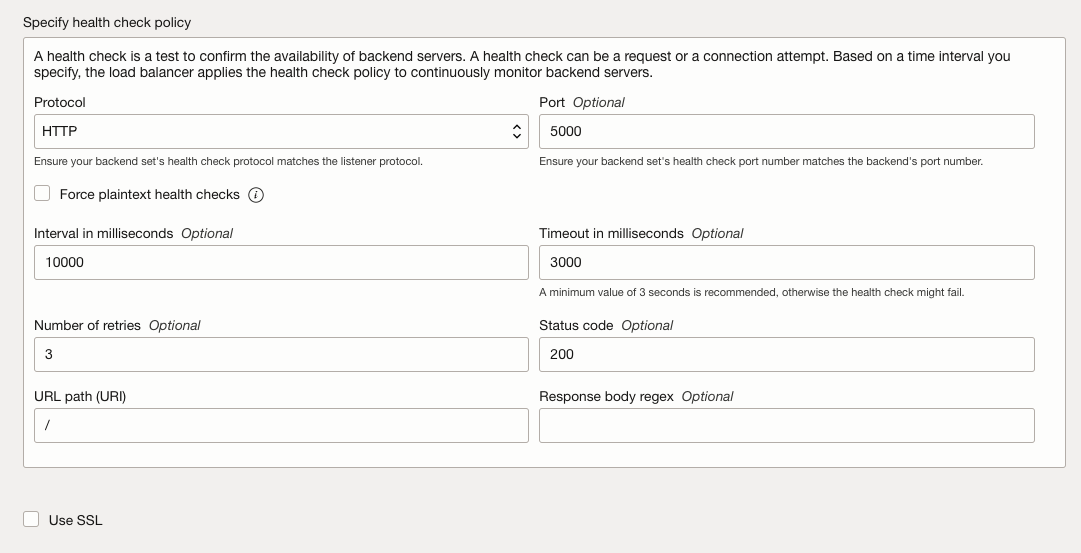 Specify health check policy
A health check is a test to confirm the availability of backend servers. A health check can be a request or a connection attempt. Based on a time interval you
specify, the load balancer applies the health check policy to continuously monitor backend servers.
Protocol
Port Optional
HTTP
5000
Ensure your backend set's health check protocol matches the listener protocol.
Ensure your backend set's health check port number matches the backend's port number.
Force plaintext health checks i
Interval in milliseconds Optional
Timeout in milliseconds Optional
10000
3000
A minimum value of 3 seconds is recommended, otherwise the health check might fail.
Number of retries Optional
Status code Optional
3
200
URL path (URI)
Response body regex Optional
/
Use SSL